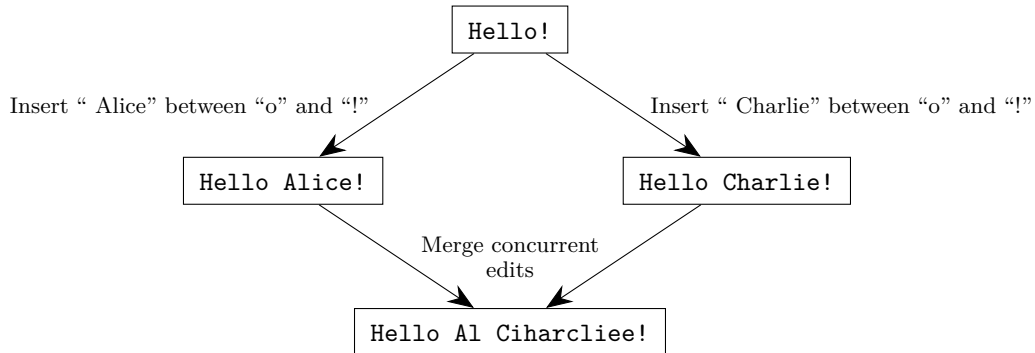 Hello!
Insert “ Alice” between “o” and “!”
Insert “ Charlie” between “o” and “!”
Hello Alice!
Hello Charlie!
Merge concurrent
edits
Hello Al Ciharcliee!